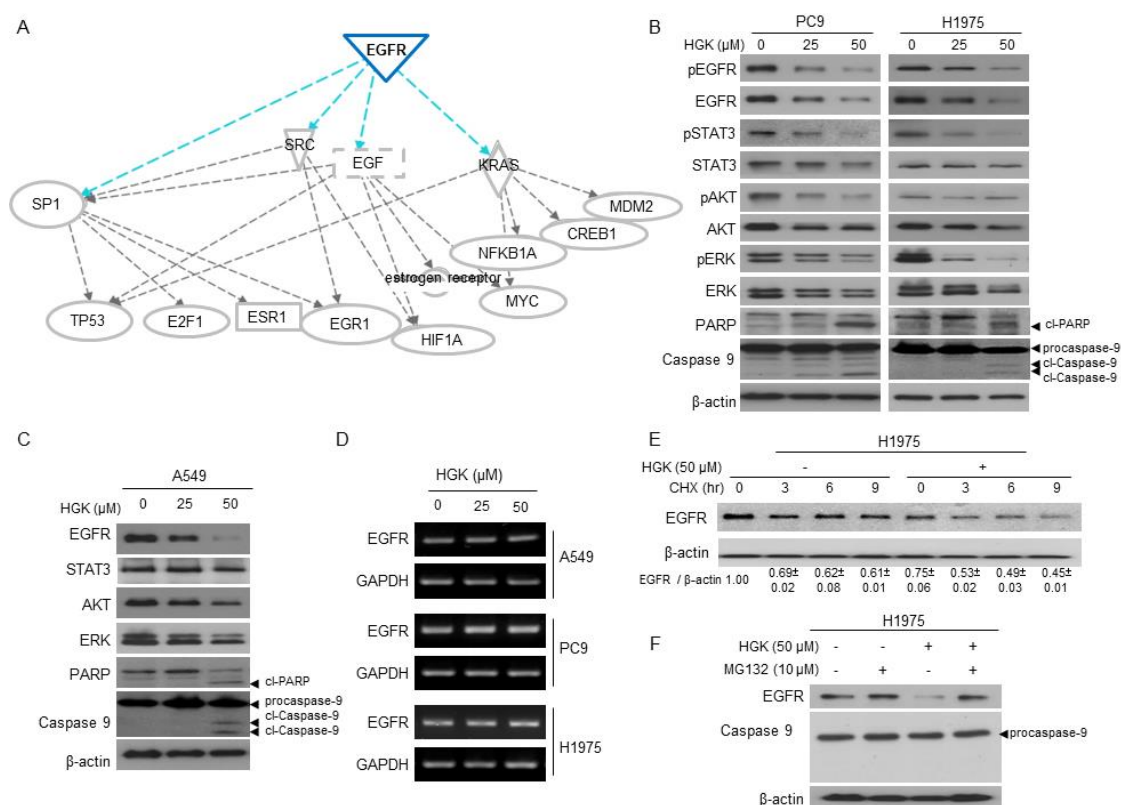 A
EGFR
SRC
EGF
KRAS
SP1
MDM2
CREB1
NFKB1A
estrogen receptor
MYC
TP53
E2F1
ESR1
EGR1
HIF1A
B
PC9 H1975
HGK (µM) 0 25 50 0 25 50
pEGFR
EGFR
pSTAT3
STAT3
pAKT
AKT
pERK
ERK
PARP cl-PARP
procaspase-9
Caspase 9 cl-Caspase-9
cl-Caspase-9
β-actin
C
A549
HGK (µM) 0 25 50
EGFR
STAT3
AKT
ERK
PARP
cl-PARP
procaspase-9
Caspase 9 cl-Caspase-9
cl-Caspase-9
β-actin
D
HGK (µM)
0 25 50
EGFR
A549
GAPDH
EGFR
PC9
GAPDH
EGFR
H1975
GAPDH
E
H1975
HGK (50 µM) - +
CHX (hr) 0 3 6 9 0 3 6 9
EGFR
β-actin
EGFR / β-actin 1.00 0.69± 0.62± 0.61± 0.75± 0.53± 0.49± 0.45±
0.02 0.08 0.01 0.06 0.02 0.03 0.01
F
H1975
HGK (50 µM) - - + +
MG132 (10 µM) - + - +
EGFR
Caspase 9 procaspase-9
β-actin